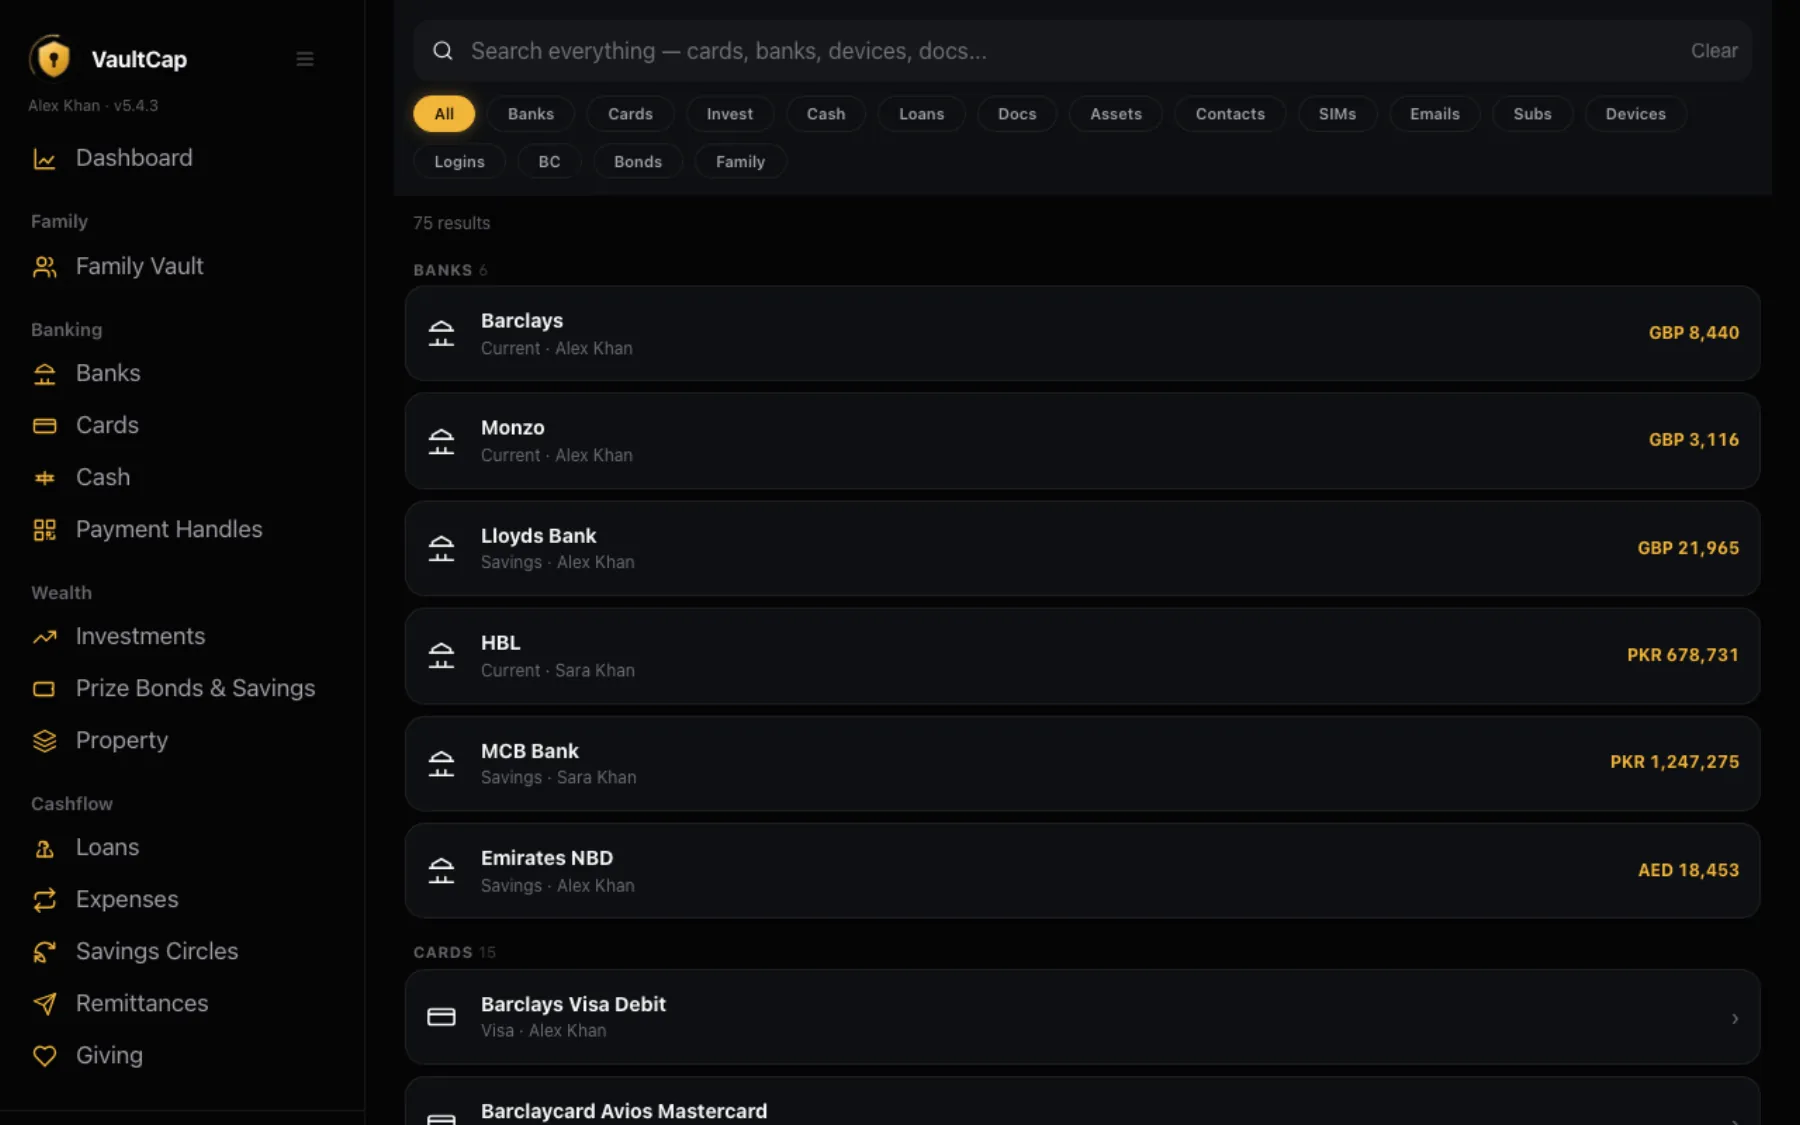 VaultCap
Alex Khan · v5.4.3
Dashboard
Family
Family Vault
Banking
Banks
Cards
Cash
Payment Handles
Wealth
Investments
Prize Bonds & Savings
Property
Cashflow
Loans
Expenses
Savings Circles
Remittances
Giving
Search everything — cards, banks, devices, docs...
Clear
All Banks Cards Invest Cash Loans Docs Assets Contacts SIMs Emails Subs Devices
Logins BC Bonds Family
75 results
BANKS 6
Barclays
Current · Alex Khan
GBP 8,440
Monzo
Current · Alex Khan
GBP 3,116
Lloyds Bank
Savings · Alex Khan
GBP 21,965
HBL
Current · Sara Khan
PKR 678,731
MCB Bank
Savings · Sara Khan
PKR 1,247,275
Emirates NBD
Savings · Alex Khan
AED 18,453
CARDS 15
Barclays Visa Debit
Visa · Alex Khan
Barclaycard Avios Mastercard